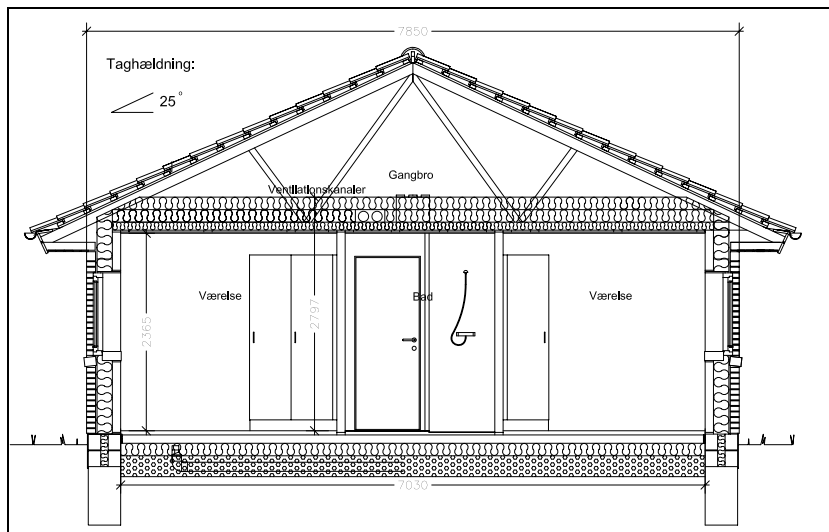 7850
Taghældning:
25°
Gangbro
Ventilationskanaler
Værelse
Bad
Værelse
2365
2797
7030